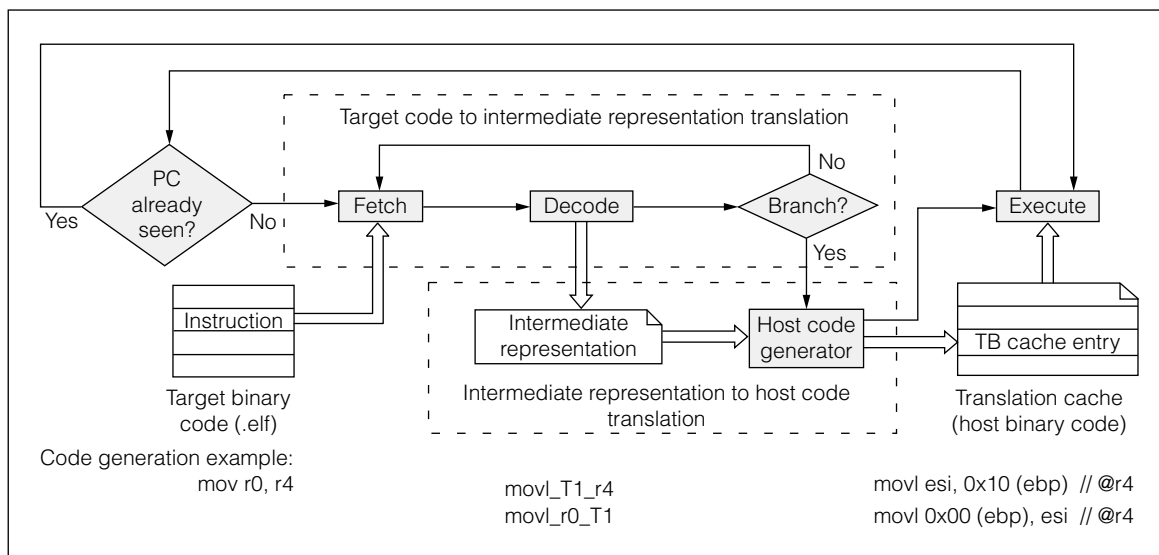 Target code to intermediate representation translation
PC
already
seen?
Yes
No
Fetch
Decode
Branch?
No
Yes
Execute
Instruction
Intermediate
representation
Host code
generator
TB cache entry
Target binary
code (.elf)
Intermediate representation to host code
translation
Translation cache
(host binary code)
Code generation example:
mov r0, r4
movl_T1_r4
movl_r0_T1
movl esi, 0x10 (ebp) // @r4
movl 0x00 (ebp), esi // @r4